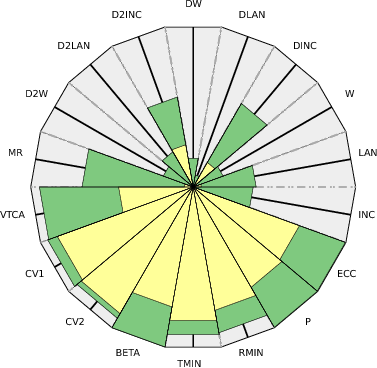 DW
D2INC
DLAN
D2LAN
DINC
D2W
W
MR
LAN
VTCA
INC
CV1
ECC
CV2
P
BETA
RMIN
TMIN